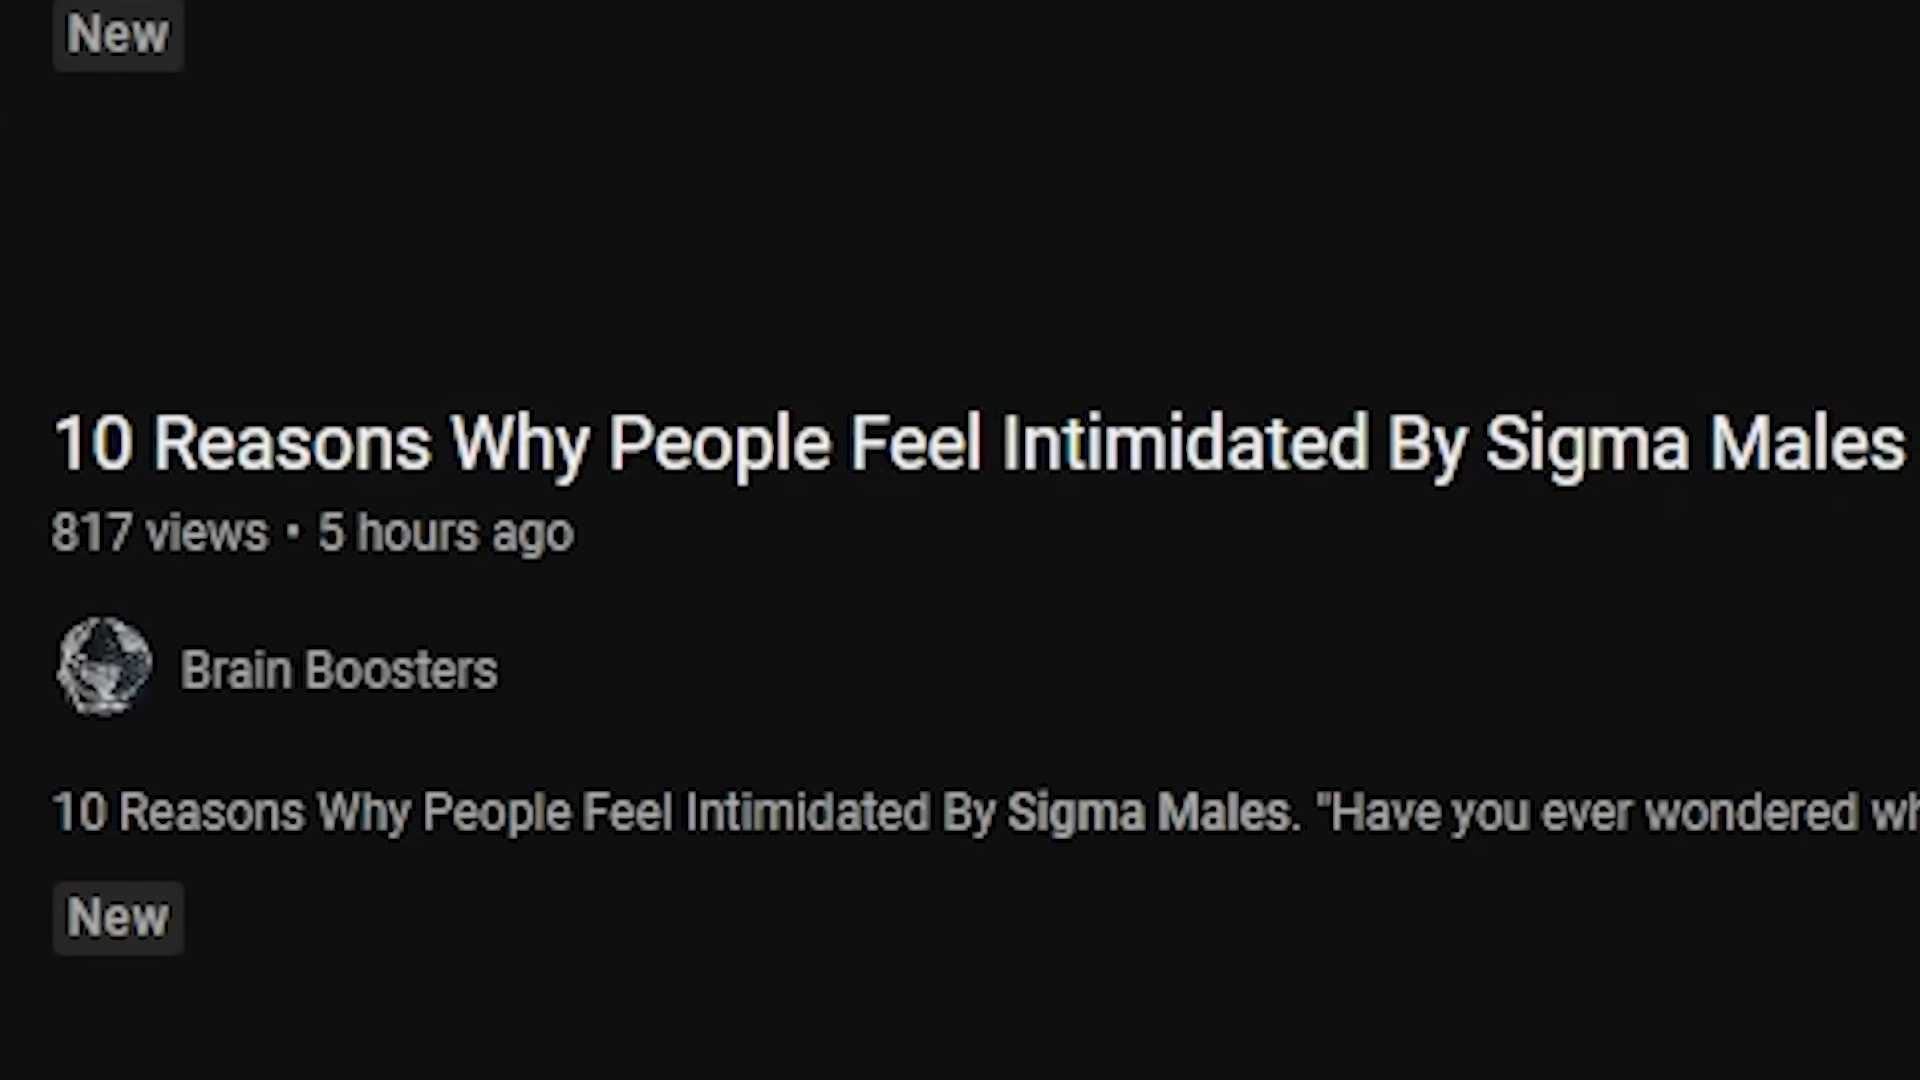 New
10 Reasons Why People Feel Intimidated By Sigma Males
817 views • 5 hours ago
Brain Boosters
10 Reasons Why People Feel Intimidated By Sigma Males. "Have you ever wondered
New